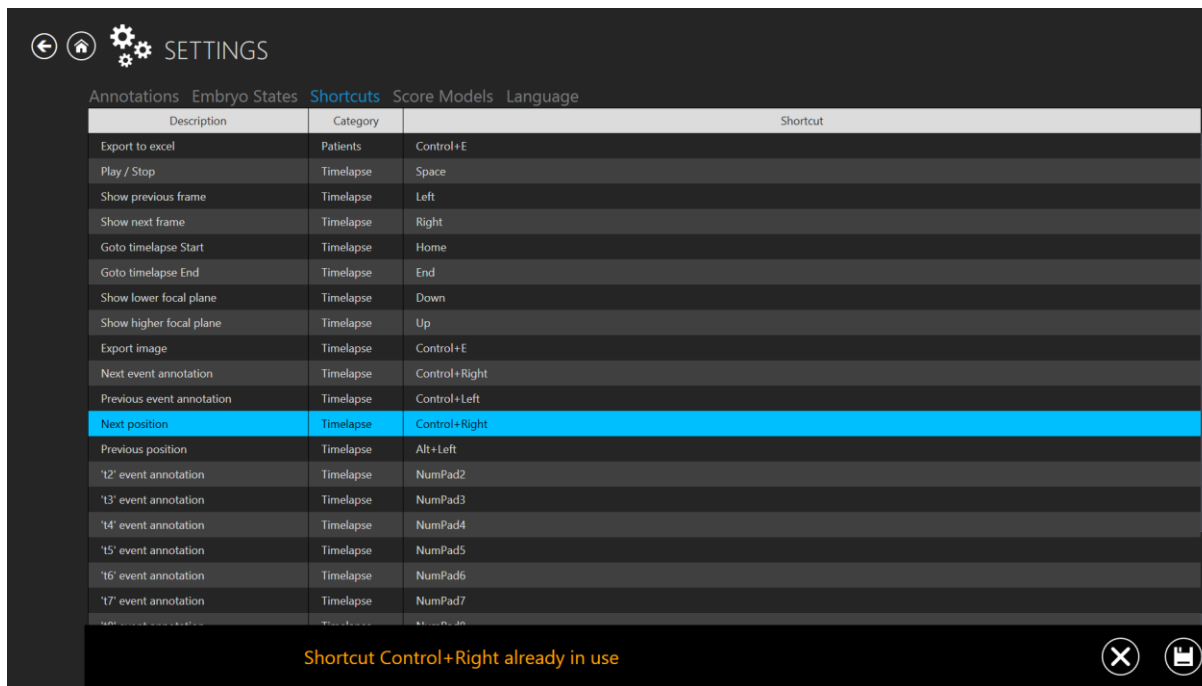 SETTINGS
Annotations Embryo States Shortcuts Score Models Language
Description Category Shortcut
Export to excel Patients Control+E
Play / Stop Timelapse Space
Show previous frame Timelapse Left
Show next frame Timelapse Right
Goto timelapse Start Timelapse Home
Goto timelapse End Timelapse End
Show lower focal plane Timelapse Down
Show higher focal plane Timelapse Up
Export image Timelapse Control+E
Next event annotation Timelapse Control+Right
Previous event annotation Timelapse Control+Left
Next position Timelapse Control+Right
Previous position Timelapse Alt+Left
't2' event annotation Timelapse NumPad2
't3' event annotation Timelapse NumPad3
't4' event annotation Timelapse NumPad4
't5' event annotation Timelapse NumPad5
't6' event annotation Timelapse NumPad6
't7' event annotation Timelapse NumPad7
Shortcut Control+Right already in use